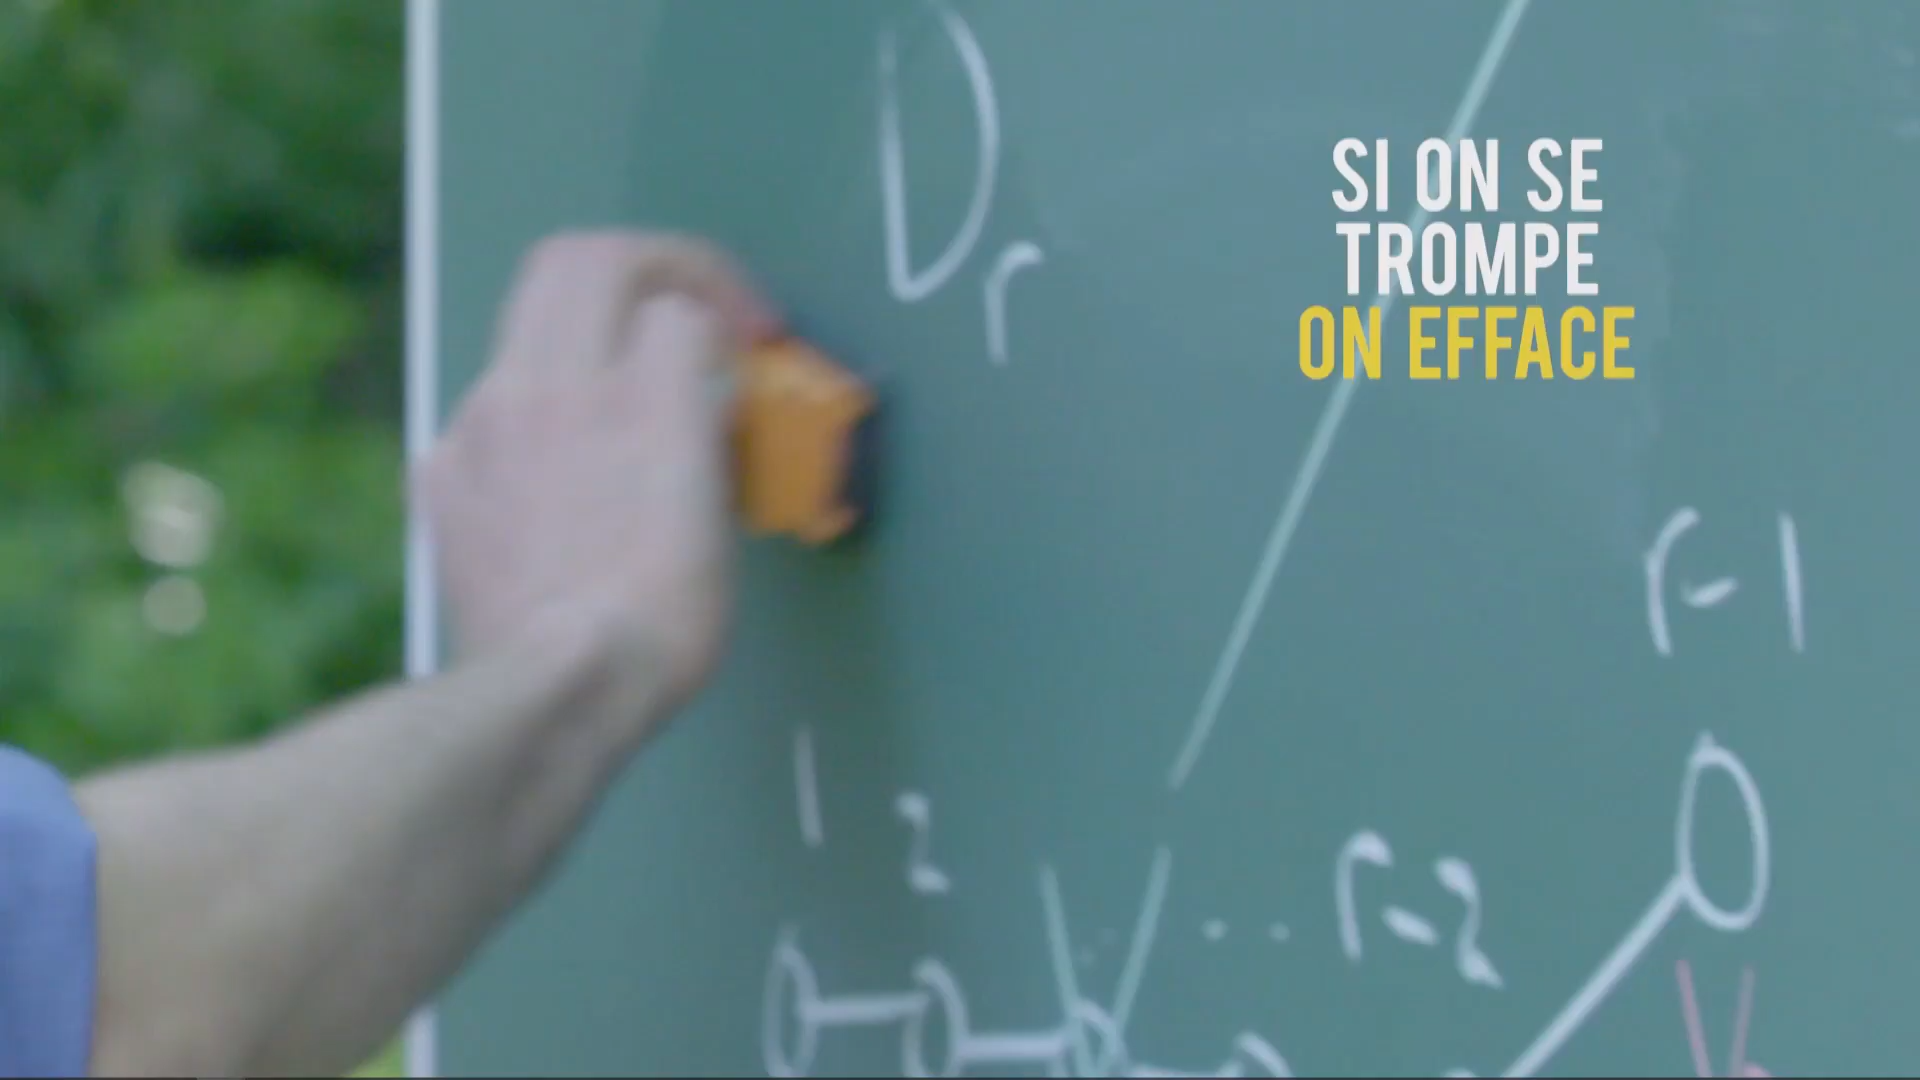 SI ON SE
TROMPE
ON EFFACE
Dr
r-1
1 2 .. r-2